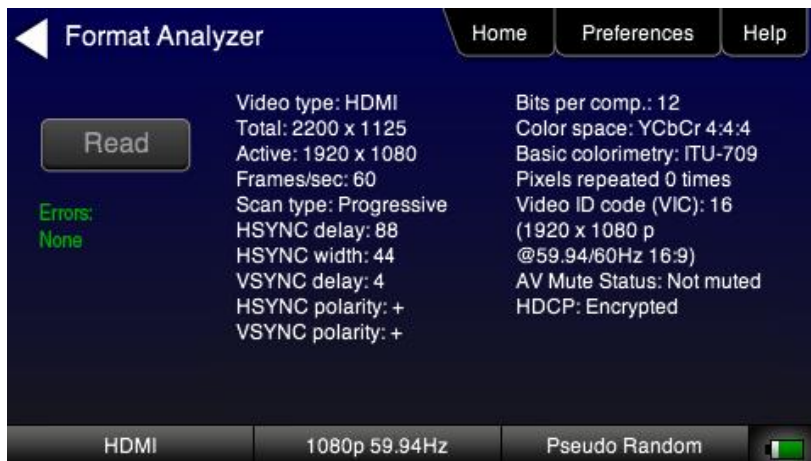 Format Analyzer
Home
Preferences
Help
Read
Errors:
None
Video type: HDMI
Total: 2200 x 1125
Active: 1920 x 1080
Frames/sec: 60
Scan type: Progressive
HSYNC delay: 88
HSYNC width: 44
VSYNC delay: 4
HSYNC polarity: +
VSYNC polarity: +
Bits per comp.: 12
Color space: YCbCr 4:4:4
Basic colorimetry: ITU-709
Pixels repeated 0 times
Video ID code (VIC): 16
(1920 x 1080 p
@59.94/60Hz 16:9)
AV Mute Status: Not muted
HDCP: Encrypted
HDMI
1080p 59.94Hz
Pseudo Random